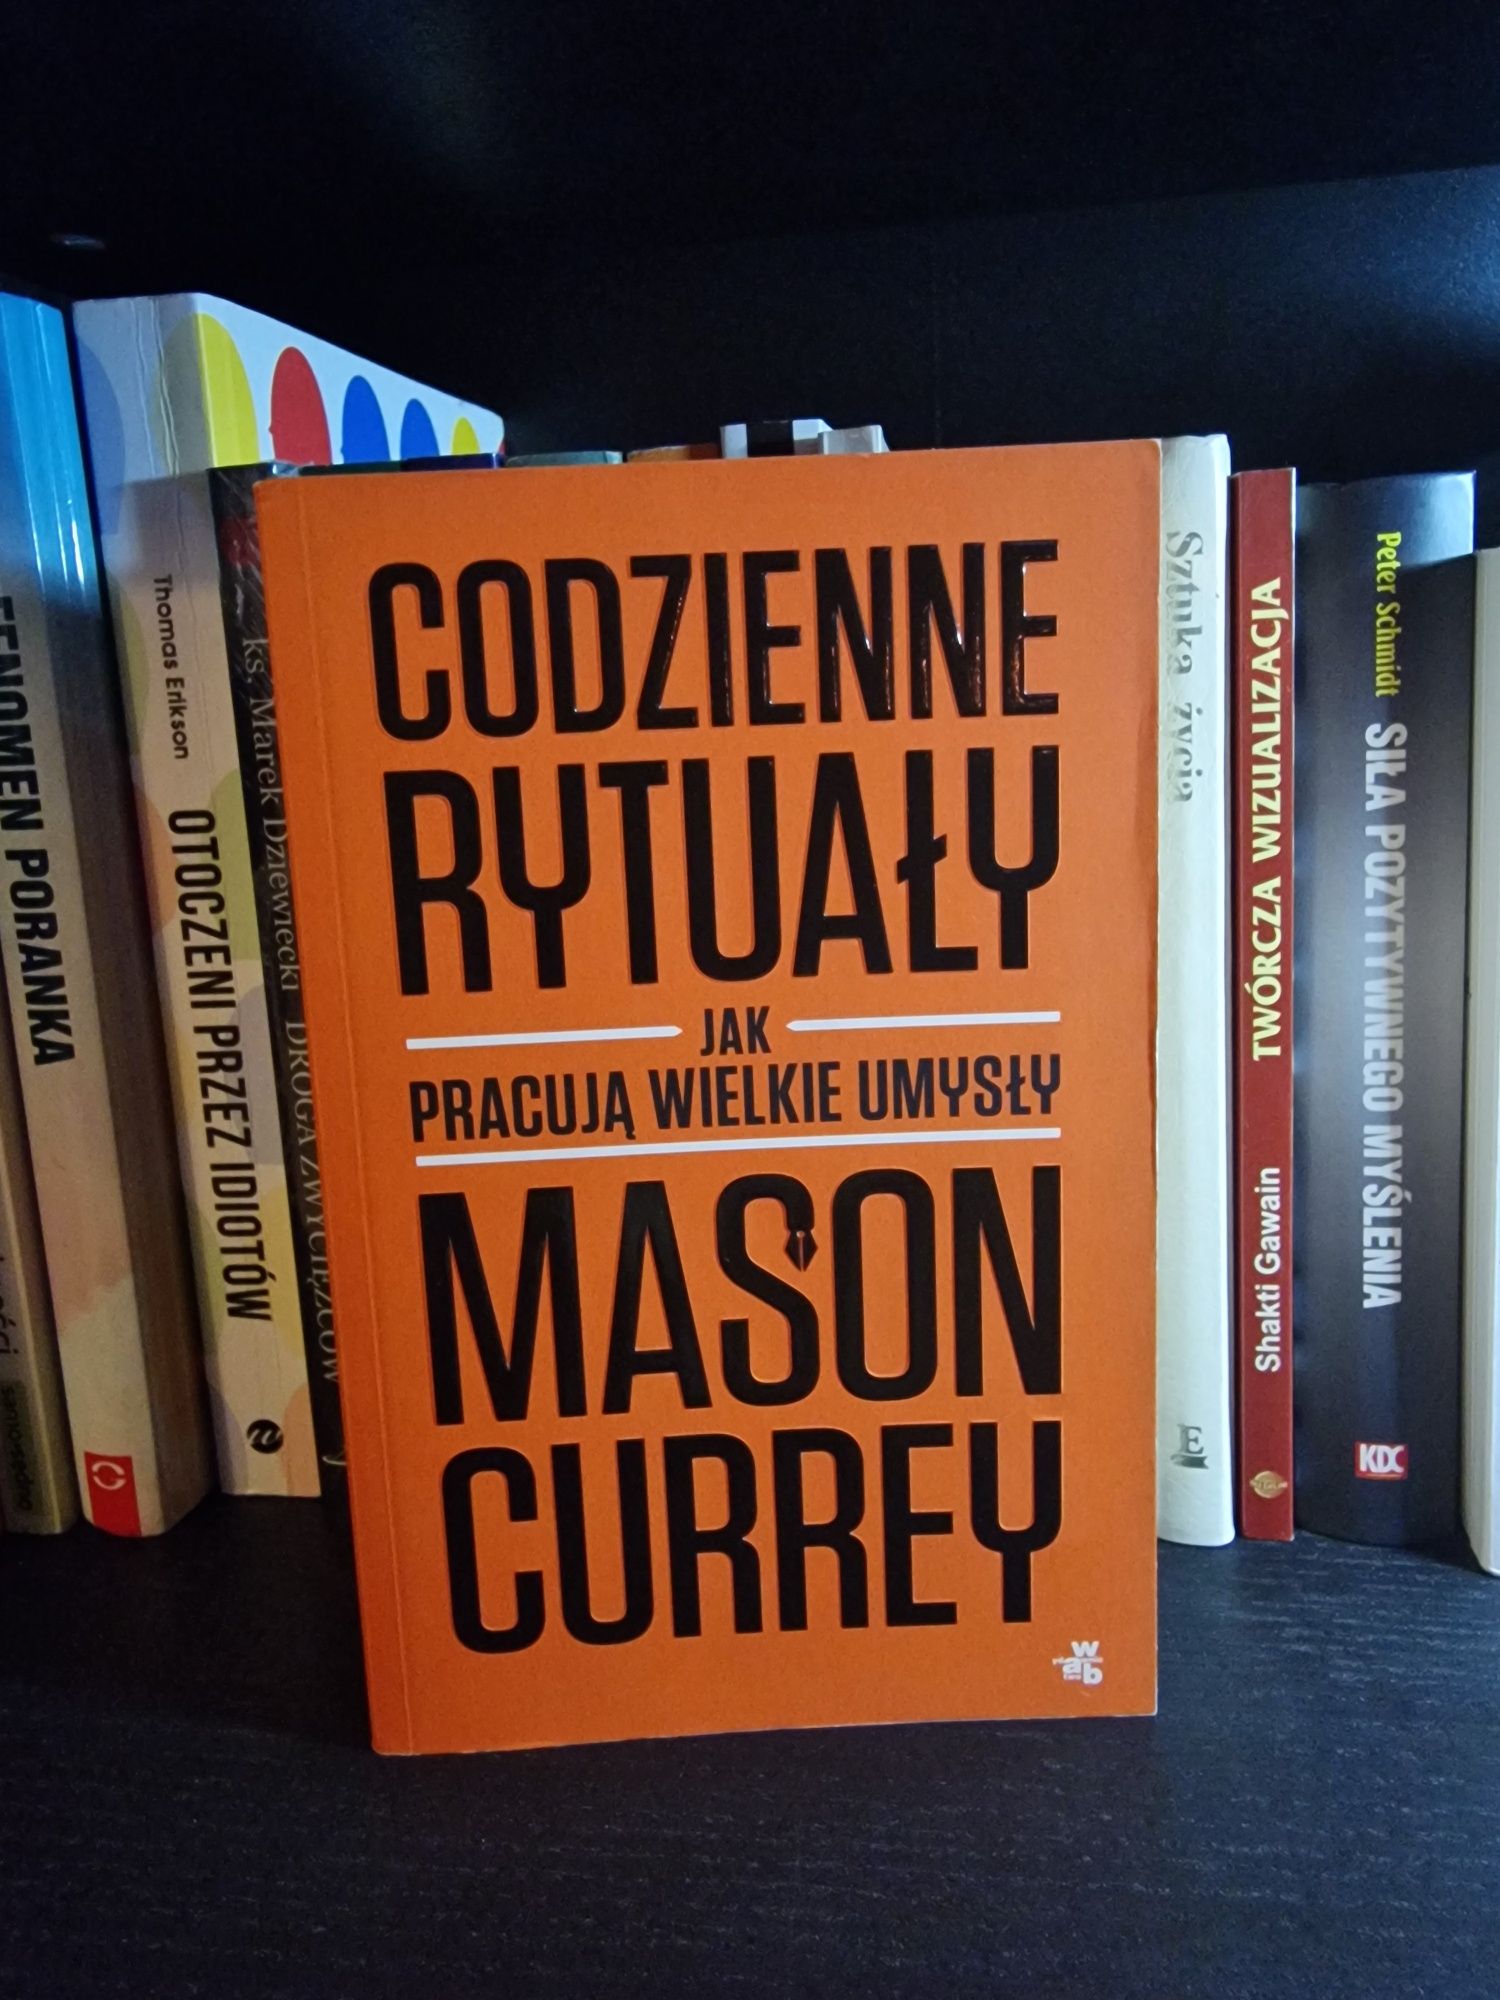 FENOMEN PORANKA
Thomas Erikson OTOCZENI PRZEZ IDIOTÓW
ks. Marek Dziewiecki DROGA ZWYCIĘZCÓW
CODZIENNE
RYTUAŁY
JAK
PRACUJĄ WIELKIE UMYSŁY
MASON
CURREY
w
ab
Sztuka życia
E
Shakti Gawain TWÓRCZA WIZUALIZACJA
Peter Schmidt SIŁA POZYTYWNEGO MYŚLENIA
KDC